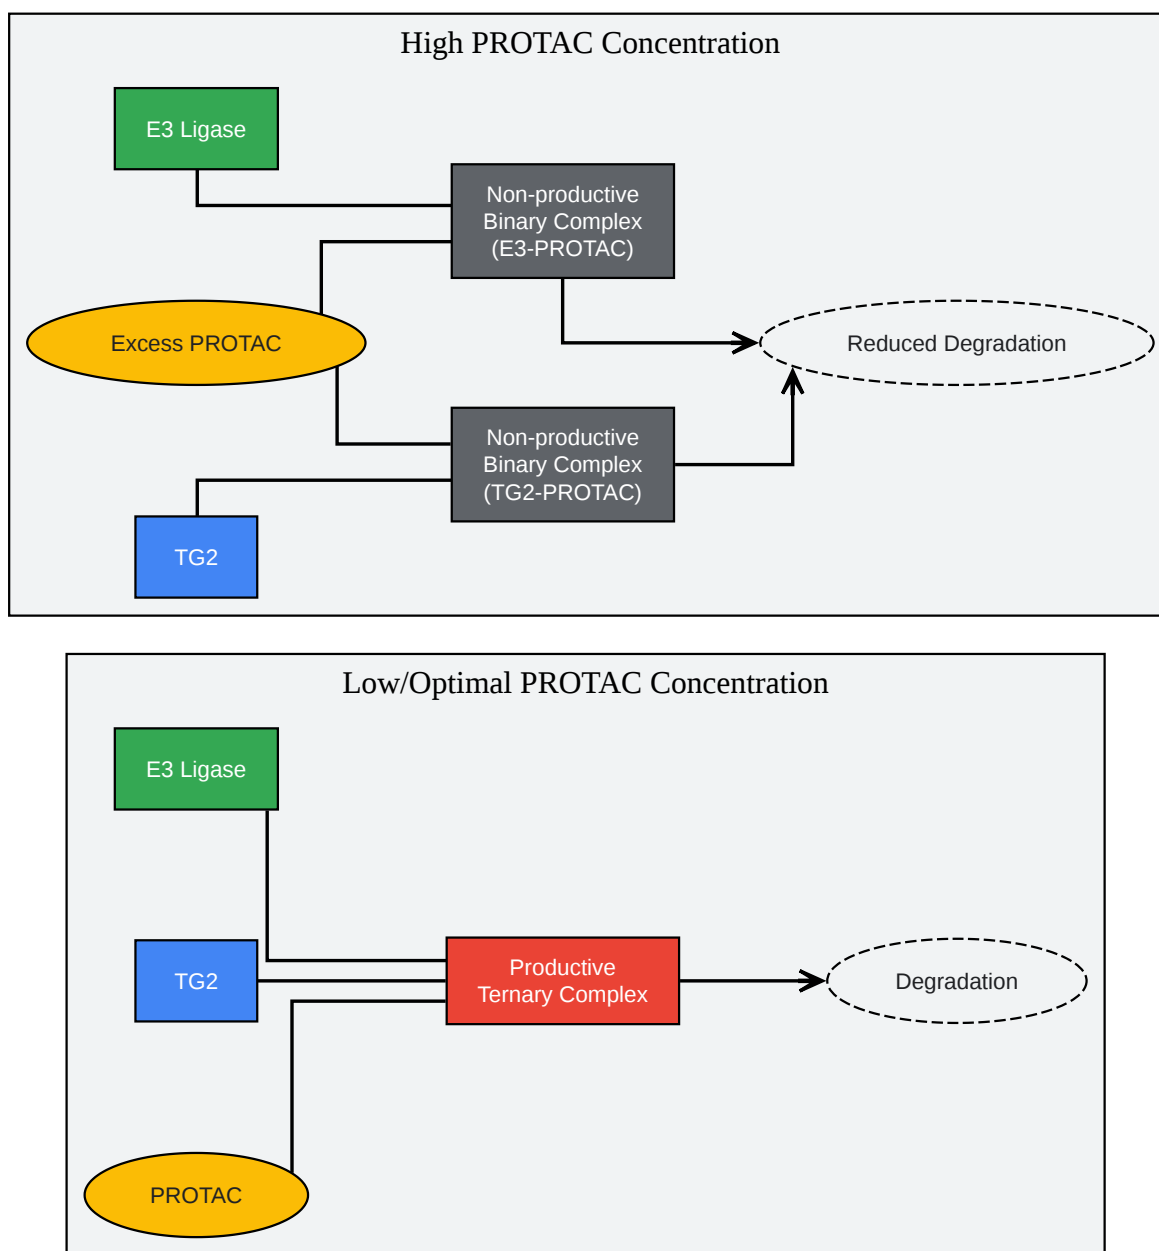 High PROTAC Concentration
E3 Ligase
Non-productive
Binary Complex
(E3-PROTAC)
Excess PROTAC
Reduced Degradation
Non-productive
Binary Complex
(TG2-PROTAC)
TG2
Low/Optimal PROTAC Concentration
E3 Ligase
TG2
Productive
Ternary Complex
Degradation
PROTAC